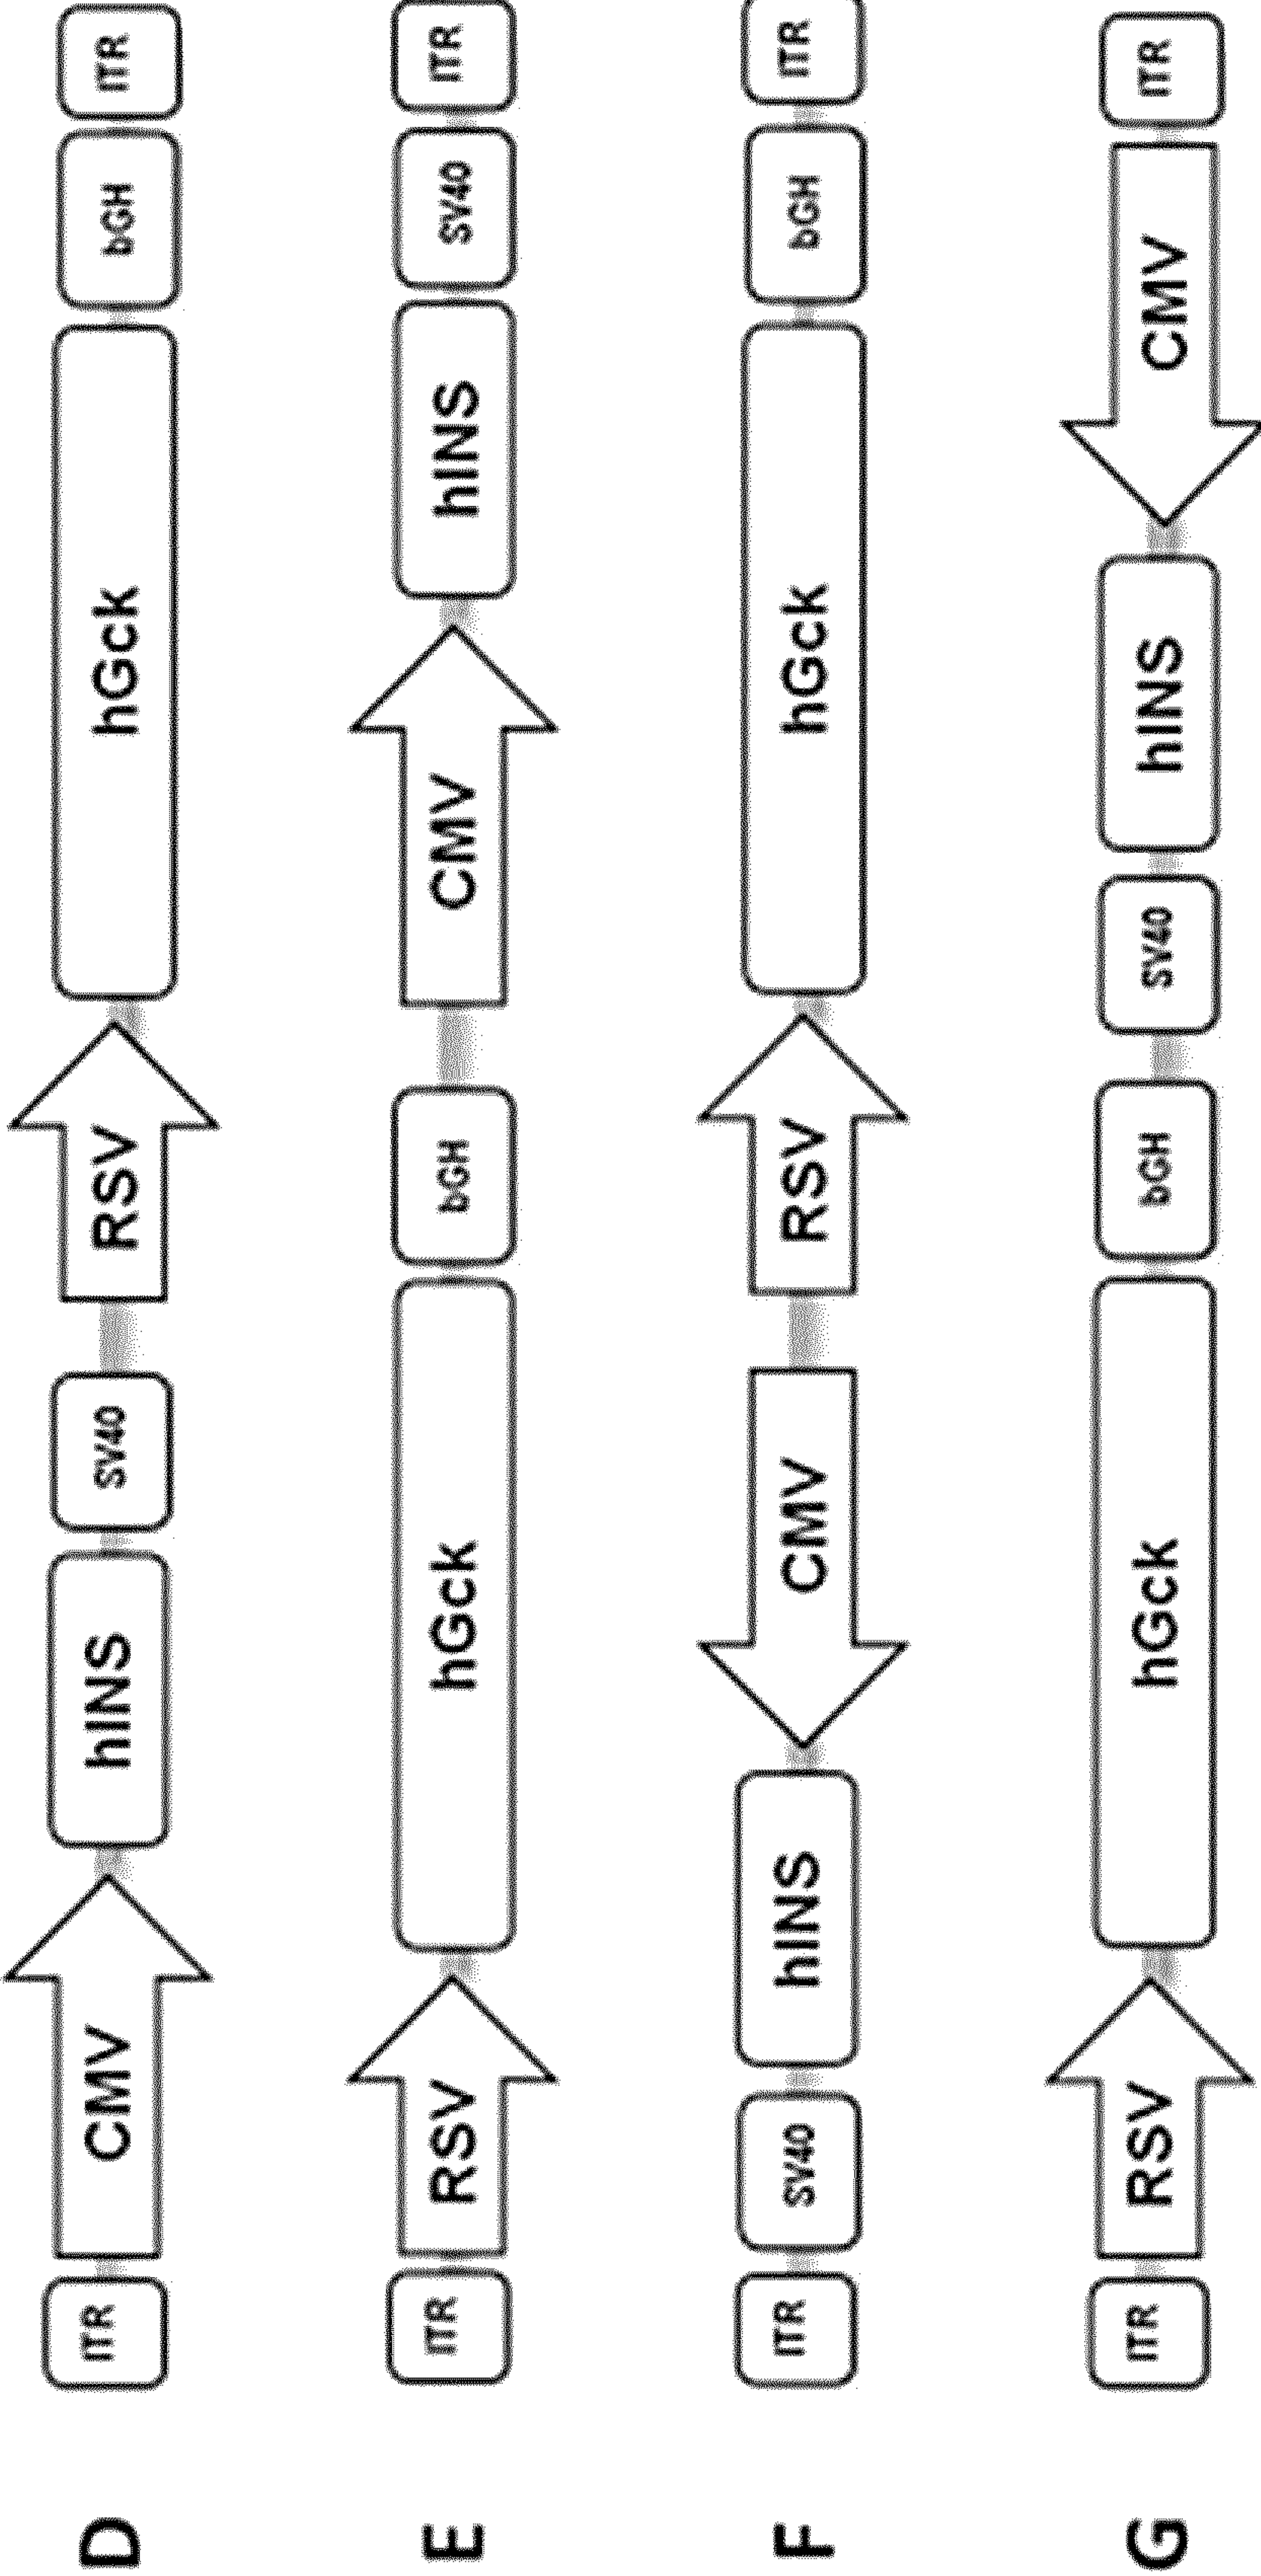 D ITR CMV hINS SV40 RSV hGck bGH ITR
E ITR RSV hGck bGH CMV hINS SV40 ITR
F ITR SV40 hINS CMV RSV hGck bGH ITR
G ITR RSV hGck bGH SV40 hINS CMV ITR